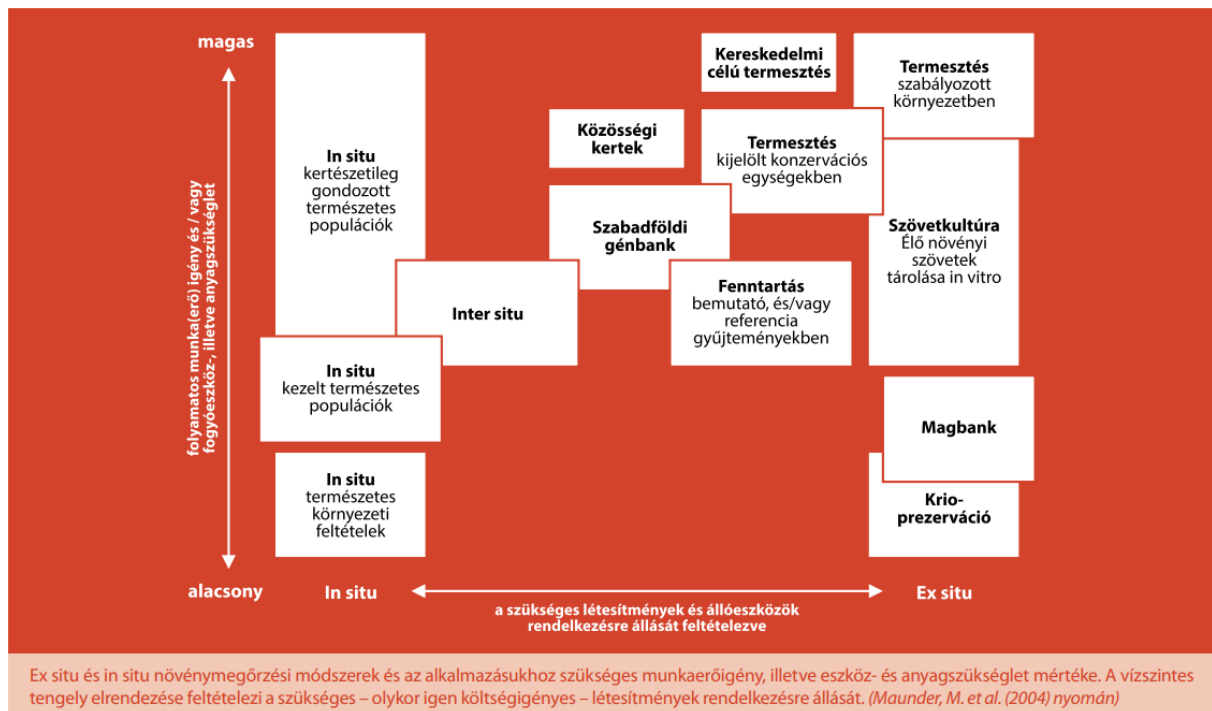 magas
folyamatos munka(erő) igény és / vagy
fogyóeszköz-, illetve anyagszükséglet
alacsony
In situ
kertészetileg
gondozott
természetes
populációk
In situ
kezelt természetes
populációk
In situ
természetes
környezeti
feltételek
Inter situ
Közösségi
kertek
Szabadföldi
génbank
Kereskedelmi
célú termesztés
Termesztés
kijelölt konzervációs
egységekben
Fenntartás
bemutató, és/vagy
referencia
gyűjteményekben
Termesztés
szabályozott
környezetben
Szövetkultúra
Élő növényi
szövetek
tárolása in vitro
Magbank
Krio-
prezerváció
In situ
Ex situ
a szükséges létesítmények és állóeszközök
rendelkezésre állását feltételezve
Ex situ és in situ növénymegőrzési módszerek és az alkalmazásukhoz szükséges munkaerőigény, illetve eszköz- és anyagszükséglet mértéke. A vízszintes
tengely elrendezése feltételezi a szükséges – olykor igen költségigényes – létesítmények rendelkezésre állását. (Maunder, M. et al. (2004) nyomán)